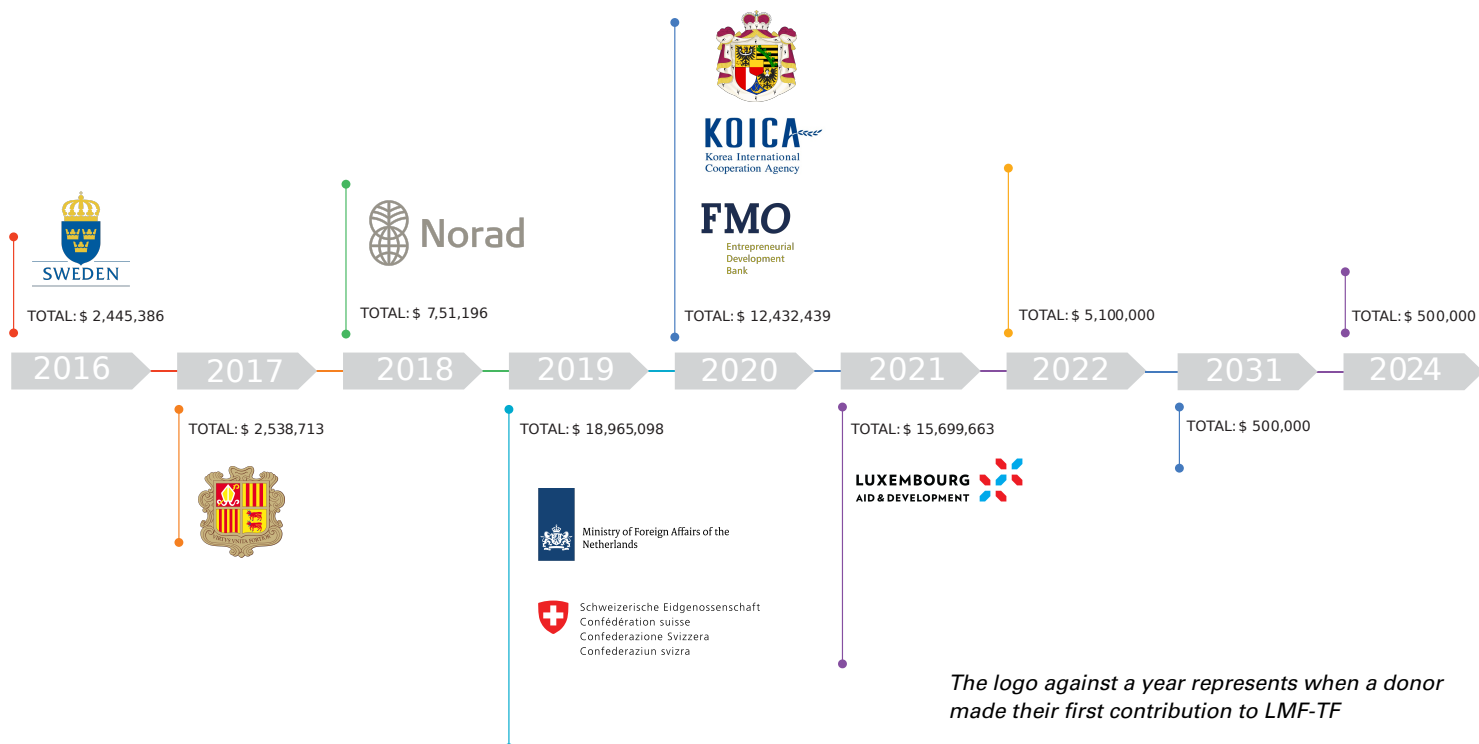 KOICA
Korea International
Cooperation Agency
FMO
Entrepreneurial
Development
Bank
SWEDEN
Norad
TOTAL: $ 2,445,386
TOTAL: $ 7,51,196
TOTAL: $ 12,432,439
TOTAL: $ 5,100,000
TOTAL: $ 500,000
2016
2017
2018
2019
2020
2021
2022
2031
2024
TOTAL: $ 2,538,713
TOTAL: $ 18,965,098
TOTAL: $ 15,699,663
TOTAL: $ 500,000
VIRTVS VNITA FORTIOR
LUXEMBOURG
AID & DEVELOPMENT
Ministry of Foreign Affairs of the
Netherlands
Schweizerische Eidgenossenschaft
Confédération suisse
Confederazione Svizzera
Confederaziun svizra
The logo against a year represents when a donor
made their first contribution to LMF-TF